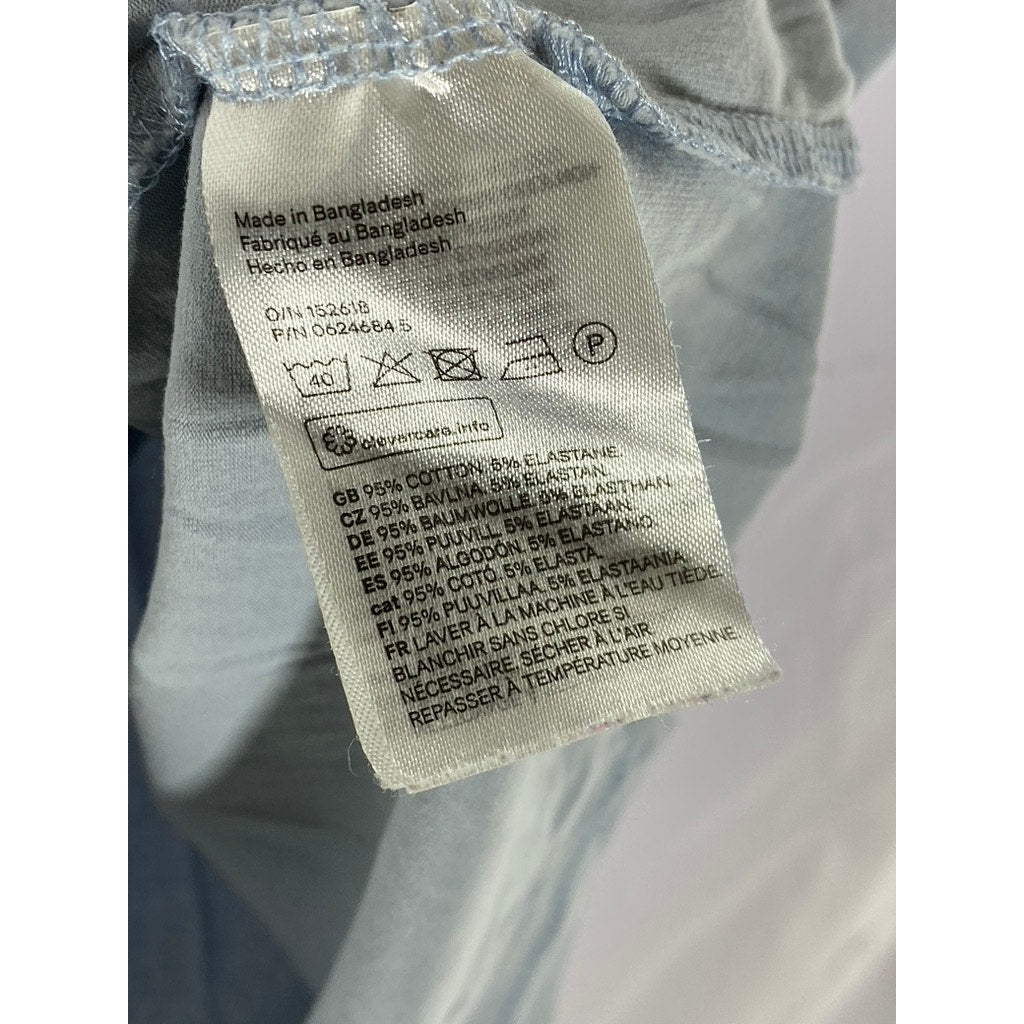 Made in Bangladesh
Fabriqué au Bangladesh
Hecho en Bangladesh
O/N 152618
P/N 0624684 5
40
P
clevercare.info
GB 95% COTTON. 5% ELASTANE.
CZ 95% BAVLNA. 5% ELASTAN.
DE 95% BAUMWOLLE. 5% ELASTHAN.
EE 95% PUUVILL. 5% ELASTAAN.
ES 95% ALGODÓN. 5% ELASTANO.
cat 95% COTÓ. 5% ELASTÀ.
FI 95% PUUVILLAA. 5% ELASTAANIA.
FR LAVER À LA MACHINE À L'EAU TIÈDE.
BLANCHIR SANS CHLORE SI
NÉCESSAIRE. SÉCHER À L'AIR.
REPASSER À TEMPÉRATURE MOYENNE.